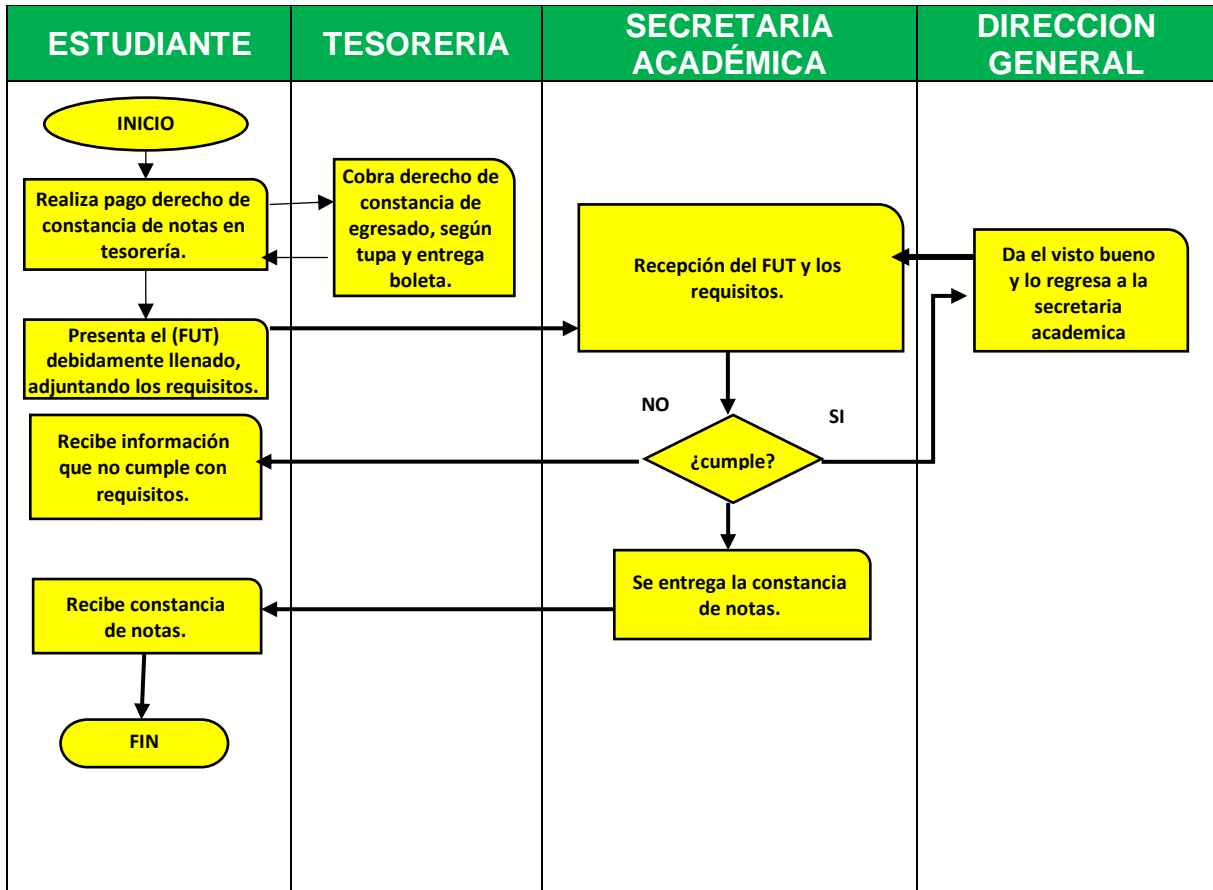 ESTUDIANTE
TESORERIA
SECRETARIA
ACADÉMICA
DIRECCION
GENERAL
INICIO
Realiza pago derecho de
constancia de notas en
tesorería.
Cobra derecho de
constancia de
egresado, según
tupa y entrega
boleta.
Presenta el (FUT)
debidamente llenado,
adjuntando los requisitos.
Recepción del FUT y los
requisitos.
Da el visto bueno
y lo regresa a la
secretaria
academica
NO
SI
¿cumple?
Recibe información
que no cumple con
requisitos.
Se entrega la constancia
de notas.
Recibe constancia
de notas.
FIN